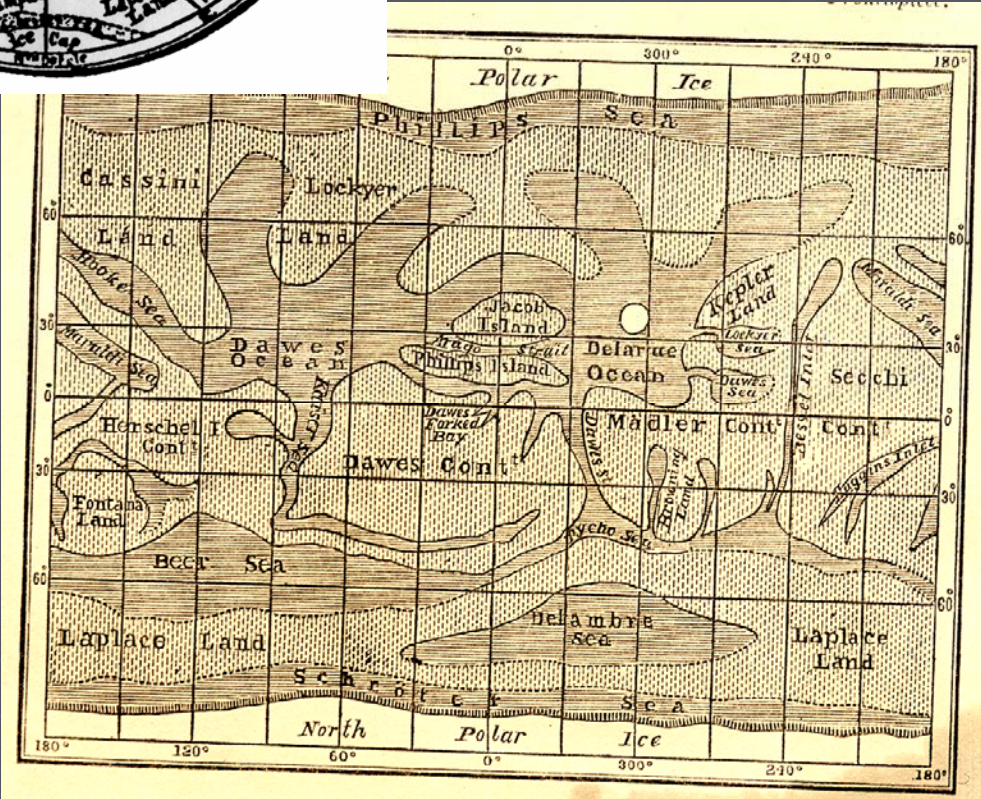 Ice Cap
0°
300°
240°
180°
Polar Ice
Phillips Sea
Cassini
Land
Lockyer
Land
60°
60°
Hooke Sea
Maraldi Sea
Kepler
Land
Jacob
Island
30
Maraldi Sea
Dawes
Ocean
Strait
Phillips Island
Delarue
Ocean
Lockyer
Sea
Dawes
Sea
Bessel Inlet
Secchi
Cont.t
30°
0°
0°
Herschel I
Cont.t
Kaiser S.
Dawes
Forked
Bay
Dawes Cont.t
Dawes St.
Mädler Cont.t
Browning
Land
Huggins Inlet
30
30°
Fontana
Land
Tycho Sea
Beer Sea
60°
60°
Delambre
Sea
Laplace Land
Laplace
Land
Schröter Sea
North Polar Ice
180°
120°
60°
0°
300°
240°
180°